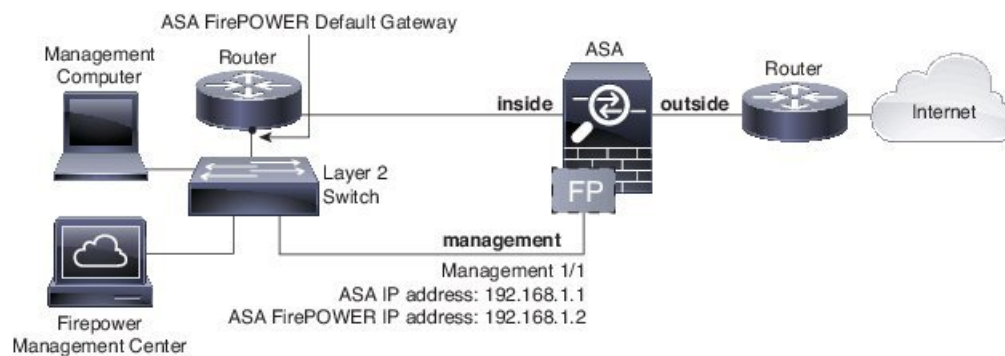 ASA FirePOWER Default Gateway
Management
Computer
Router
ASA
Router
inside
outside
Internet
Layer 2
Switch
FP
management
Management 1/1
ASA IP address: 192.168.1.1
ASA FirePOWER IP address: 192.168.1.2
Firepower
Management Center